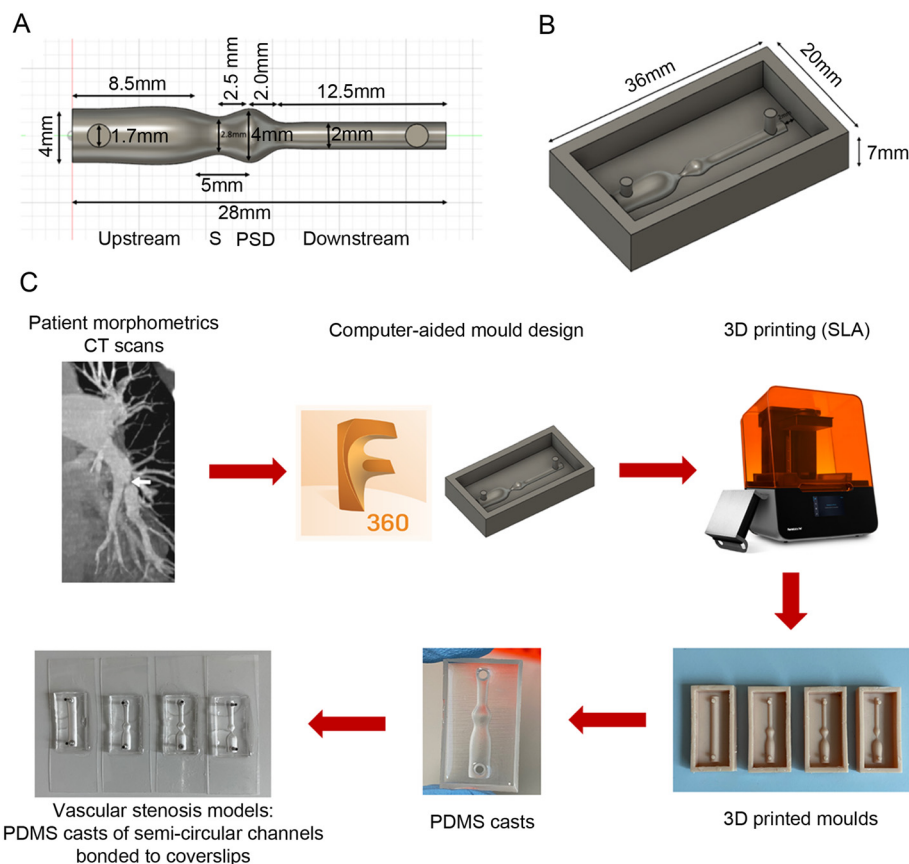 A
B
8.5mm
2.5 mm
2.0mm
12.5mm
4mm
1.7mm
2.8mm
4mm
2mm
5mm
28mm
Upstream
S
PSD
Downstream
36mm
20mm
7mm
C
Patient morphometrics
CT scans
Computer-aided mould design
3D printing (SLA)
360
Vascular stenosis models:
PDMS casts of semi-circular channels
bonded to coverslips
PDMS casts
3D printed moulds